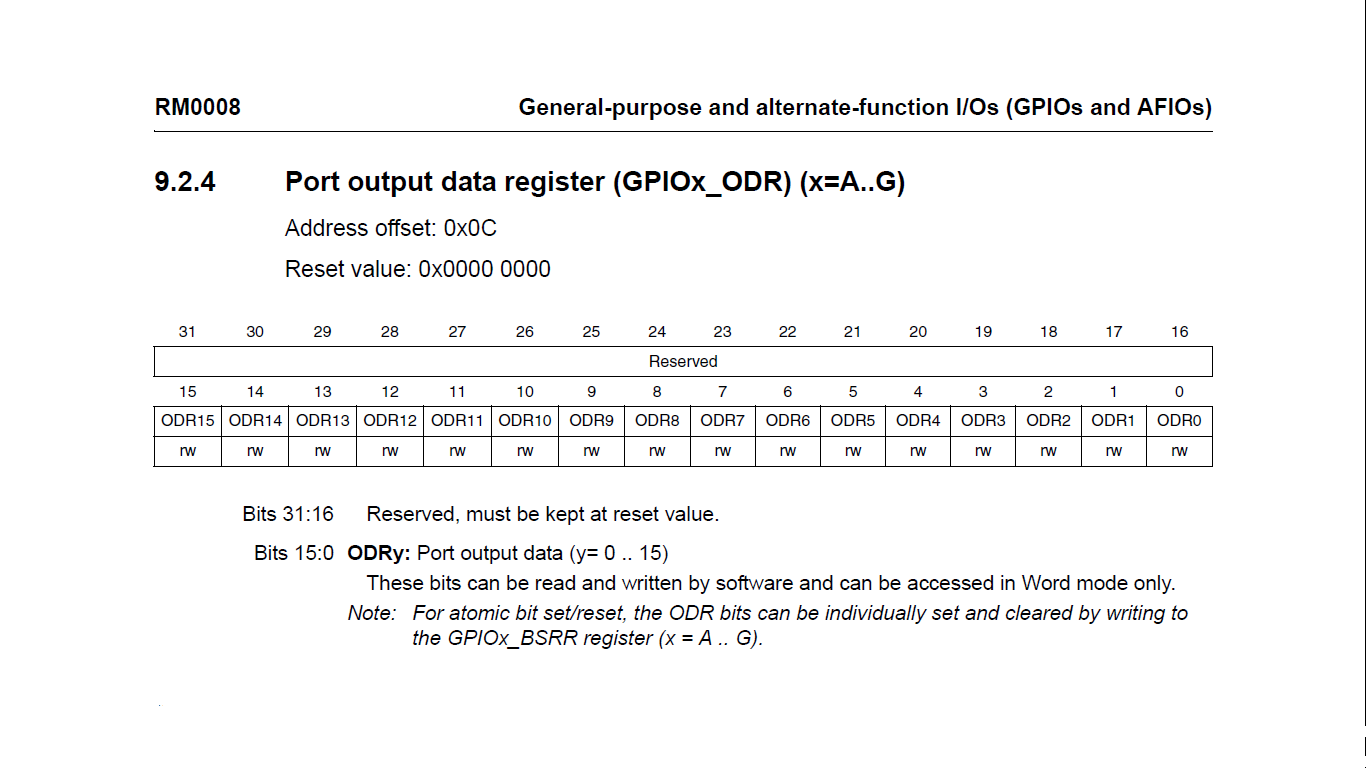 RM0008 General-purpose and alternate-function I/Os (GPIOs and AFIOs)
9.2.4 Port output data register (GPIOx_ODR) (x=A..G)
Address offset: 0x0C
Reset value: 0x0000 0000
31 30 29 28 27 26 25 24 23 22 21 20 19 18 17 16
Reserved
15 14 13 12 11 10 9 8 7 6 5 4 3 2 1 0
ODR15 ODR14 ODR13 ODR12 ODR11 ODR10 ODR9 ODR8 ODR7 ODR6 ODR5 ODR4 ODR3 ODR2 ODR1 ODR0
rw rw rw rw rw rw rw rw rw rw rw rw rw rw rw rw
Bits 31:16 Reserved, must be kept at reset value.
Bits 15:0 ODRy: Port output data (y= 0 .. 15)
These bits can be read and written by software and can be accessed in Word mode only.
Note: For atomic bit set/reset, the ODR bits can be individually set and cleared by writing to
the GPIOx_BSRR register (x = A .. G).